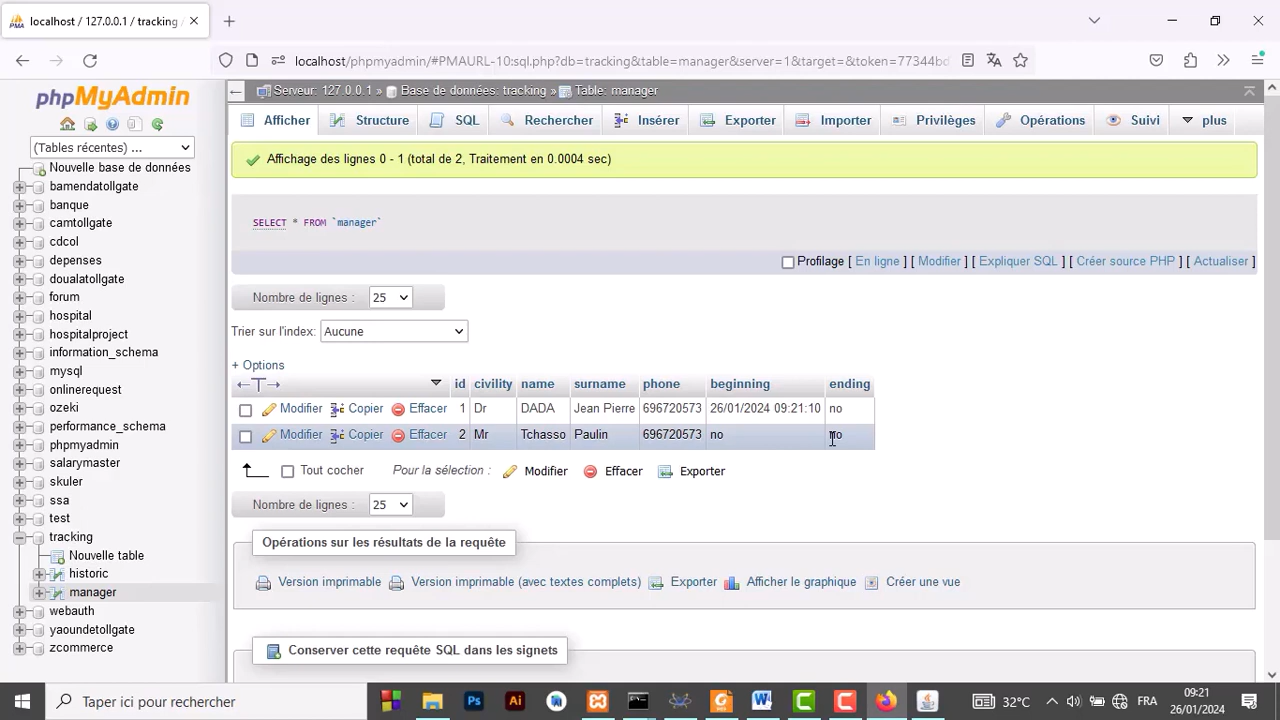 localhost / 127.0.0.1 / tracking
localhost/phpmyadmin/#PMAURL-10:sql.php?db=tracking&table=manager&server=1&target=&token=77344bd
phpMyAdmin
(Tables récentes) ...
Nouvelle base de données
bamendatollgate
banque
camtollgate
cdcol
depenses
doualatollgate
forum
hospital
hospitalproject
information_schema
mysql
onlinerequest
ozeki
performance_schema
phpmyadmin
salarymaster
skuler
ssa
test
tracking
Nouvelle table
historic
manager
webauth
yaoundetollgate
zcommerce
Serveur: 127.0.0.1 » Base de données: tracking » Table: manager
Afficher Structure SQL Rechercher Insérer Exporter Importer Privilèges Opérations Suivi plus
Affichage des lignes 0 - 1 (total de 2, Traitement en 0.0004 sec)
SELECT * FROM `manager`
Profilage [ En ligne ] [ Modifier ] [ Expliquer SQL ] [ Créer source PHP ] [ Actualiser ]
Nombre de lignes : 25
Trier sur l'index: Aucune
+ Options
←T→ id civility name surname phone beginning ending
Modifier Copier Effacer 1 Dr DADA Jean Pierre 696720573 26/01/2024 09:21:10 no
Modifier Copier Effacer 2 Mr Tchasso Paulin 696720573 no no
Tout cocher Pour la sélection : Modifier Effacer Exporter
Nombre de lignes : 25
Opérations sur les résultats de la requête
Version imprimable Version imprimable (avec textes complets) Exporter Afficher le graphique Créer une vue
Conserver cette requête SQL dans les signets
Taper ici pour rechercher
Ps
Ai
W
C
C
32°C
FRA
09:21
26/01/2024